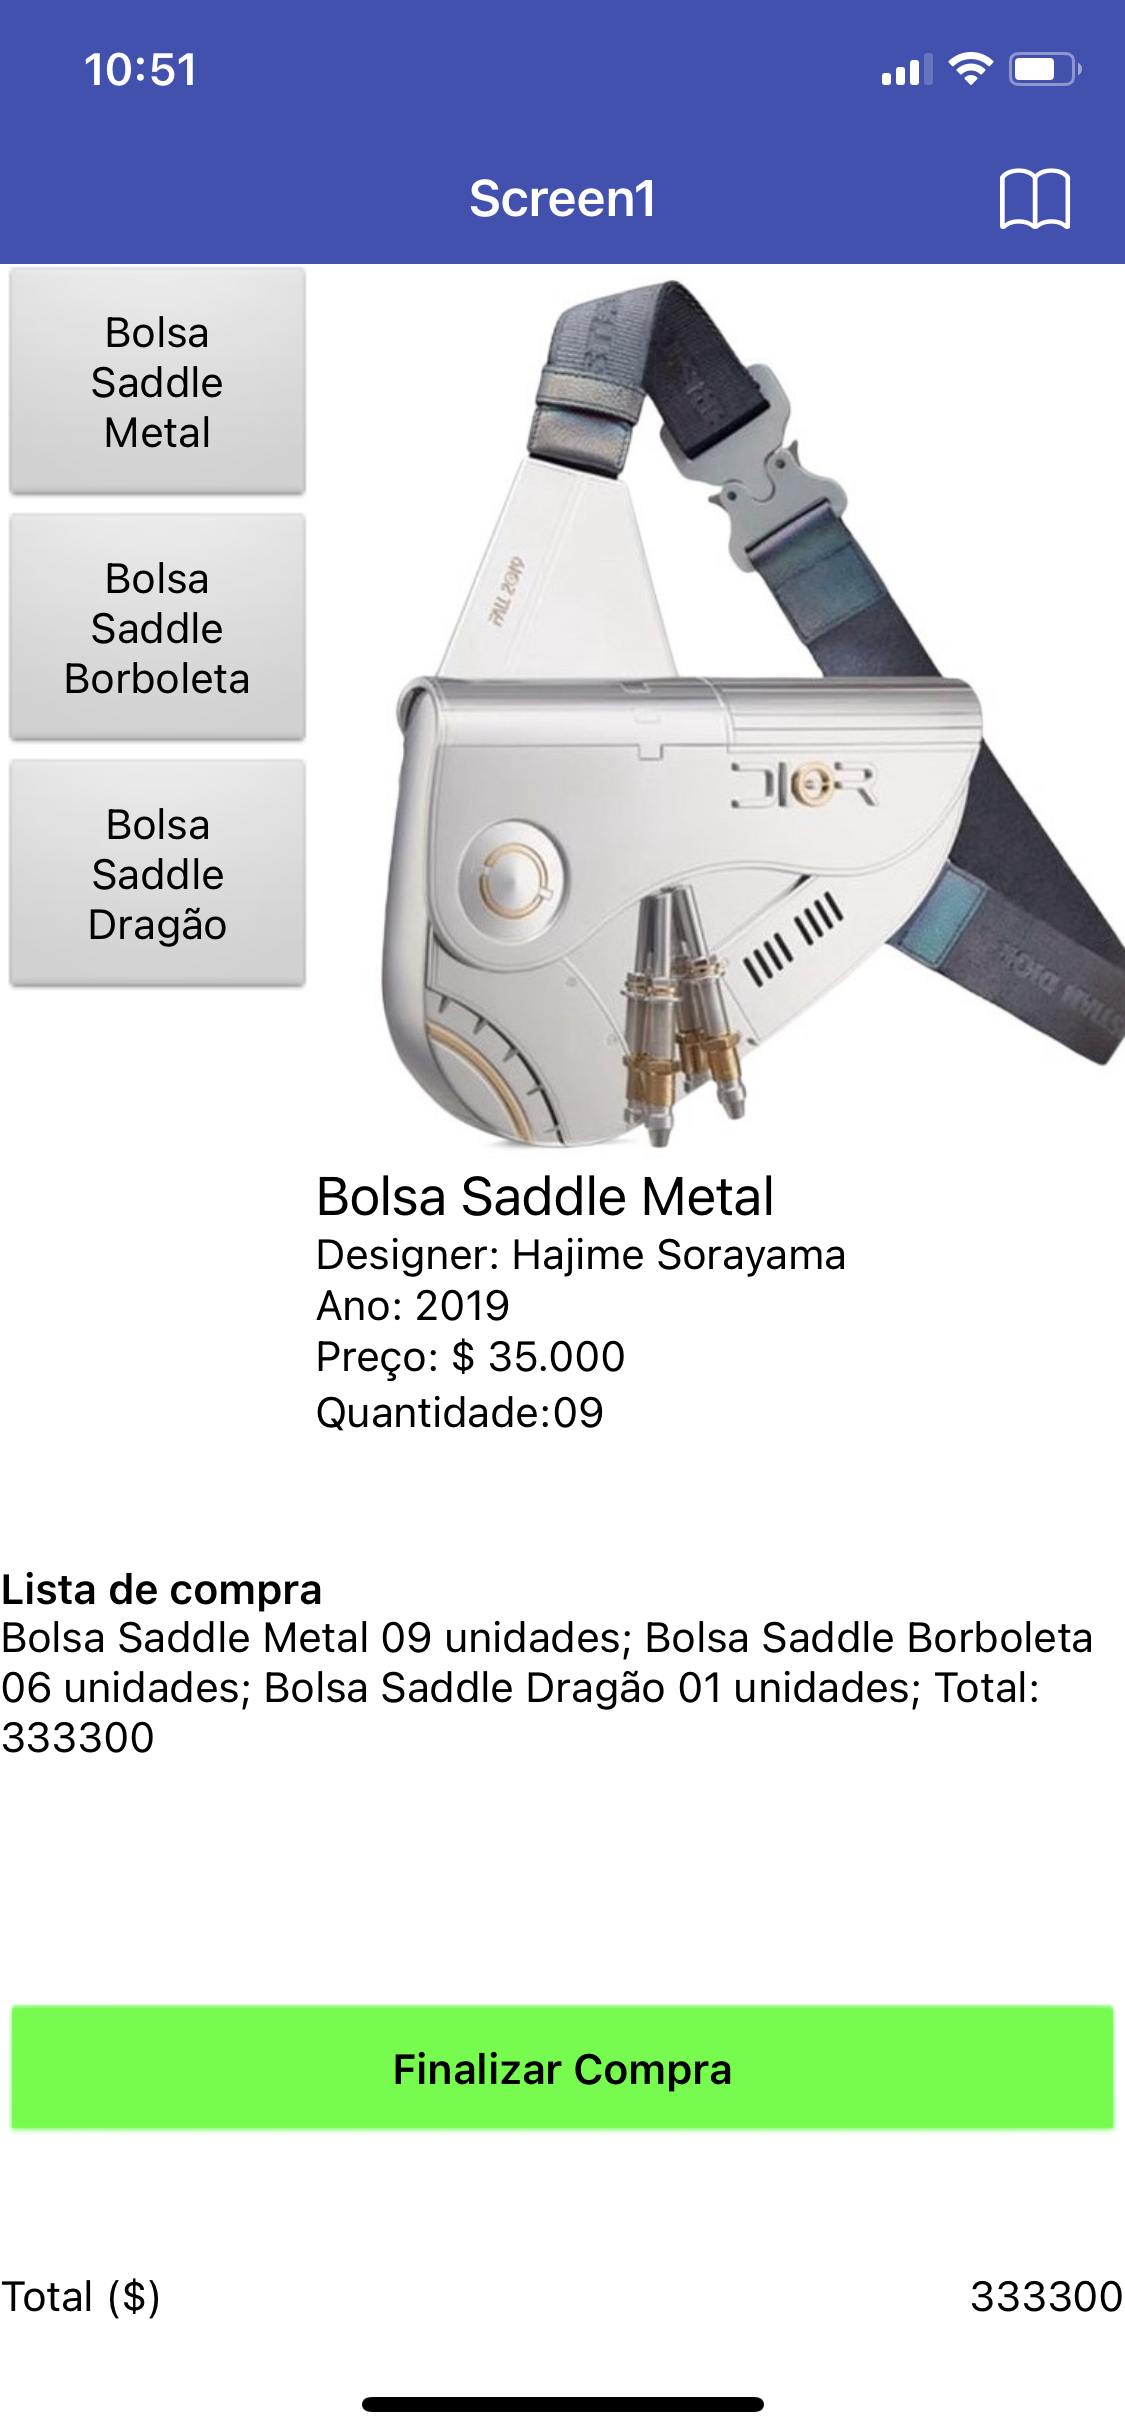 10:51
Screen1
Bolsa
Saddle
Metal
Bolsa
Saddle
Borboleta
Bolsa
Saddle
Dragão
FALL 2019
DIOR
Bolsa Saddle Metal
Designer: Hajime Sorayama
Ano: 2019
Preço: $ 35.000
Quantidade:09
Lista de compra
Bolsa Saddle Metal 09 unidades; Bolsa Saddle Borboleta
06 unidades; Bolsa Saddle Dragão 01 unidades; Total:
333300
Finalizar Compra
Total ($)
333300